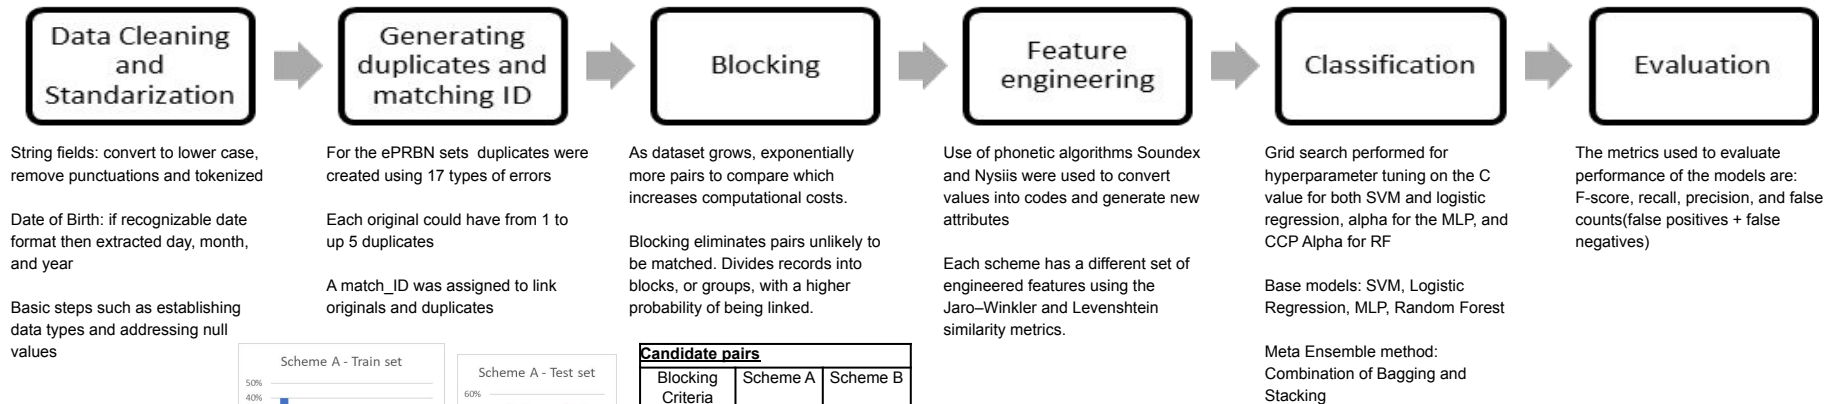 Data Cleaning
and
Standarization
Generating
duplicates and
matching ID
Blocking
Feature
engineering
Classification
Evaluation
String fields: convert to lower case,
remove punctuations and tokenized
Date of Birth: if recognizable date
format then extracted day, month,
and year
Basic steps such as establishing
data types and addressing null
values
For the ePRBN sets  duplicates were
created using 17 types of errors
Each original could have from 1 to
up 5 duplicates
A match_ID was assigned to link
originals and duplicates
As dataset grows, exponentially
more pairs to compare which
increases computational costs.
Blocking eliminates pairs unlikely to
be matched. Divides records into
blocks, or groups, with a higher
probability of being linked.
Use of phonetic algorithms Soundex
and Nysiis were used to convert
values into codes and generate new
attributes
Each scheme has a different set of
engineered features using the
Jaro–Winkler and Levenshtein
similarity metrics.
Grid search performed for
hyperparameter tuning on the C
value for both SVM and logistic
regression, alpha for the MLP, and
CCP Alpha for RF
Base models: SVM, Logistic
Regression, MLP, Random Forest
Meta Ensemble method:
Combination of Bagging and
Stacking
The metrics used to evaluate
performance of the models are:
F-score, recall, precision, and false
counts(false positives + false
negatives)
Scheme A - Train set
50%
40%
Scheme A - Test set
60%
Candidate pairs
Blocking
Criteria
Scheme A
Scheme B